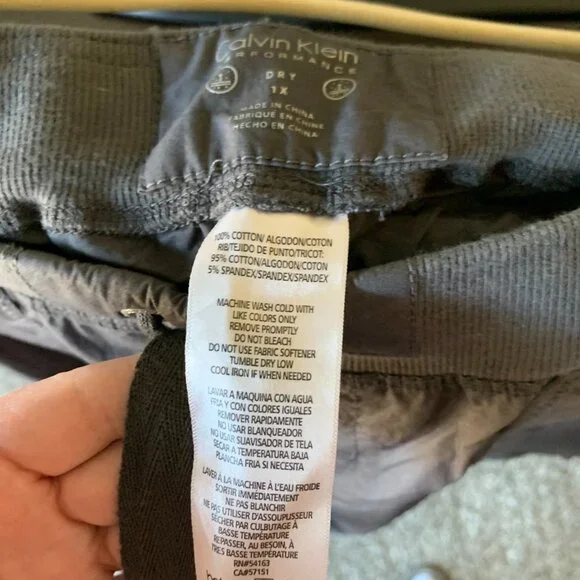 Calvin Klein
PERFORMANCE
DRY
1X
MADE IN CHINA
FABRIQUÉ EN CHINE
HECHO EN CHINA
100% COTTON/ ALGODON/COTON
RIB/TEJIDO DE PUNTO/TRICOT:
95% COTTON/ALGODON/COTON
5% SPANDEX/SPANDEX/SPANDEX
MACHINE WASH COLD WITH
LIKE COLORS ONLY
REMOVE PROMPTLY
DO NOT BLEACH
DO NOT USE FABRIC SOFTENER
TUMBLE DRY LOW
COOL IRON IF WHEN NEEDED
LAVAR A MAQUINA CON AGUA
FRIA Y CON COLORES IGUALES
REMOVER RAPIDAMENTE
NO USAR BLANQUEADOR
NO USAR SUAVISADOR DE TELA
SECAR A TEMPERATURA BAJA
PLANCHA FRIA SI NECESITA
LAVER À LA MACHINE À L'EAU FROIDE
SORTIR IMMÉDIATEMENT
NE PAS BLANCHIR
NE PAS UTILISER D'ASSOUPLISSEUR
SÉCHER PAR CULBUTAGE À
TRÈS BASSE TEMPÉRATURE
REPASSER, AU BESOIN, À
TRÈS BASSE TEMPÉRATURE
RN#54163
CA#57151